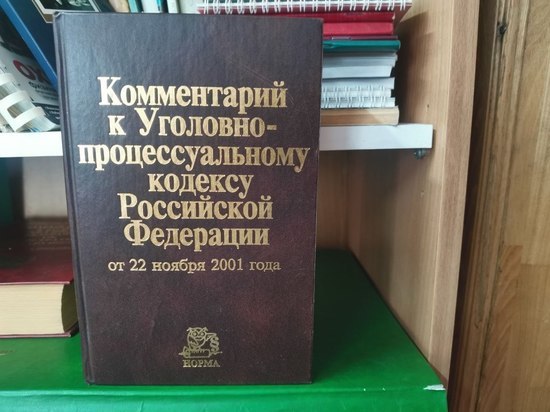 Комментарий
к Уголовно-
процессуальному
кодексу
Российской
Федерации
от 22 ноября 2001 года
НОРМА